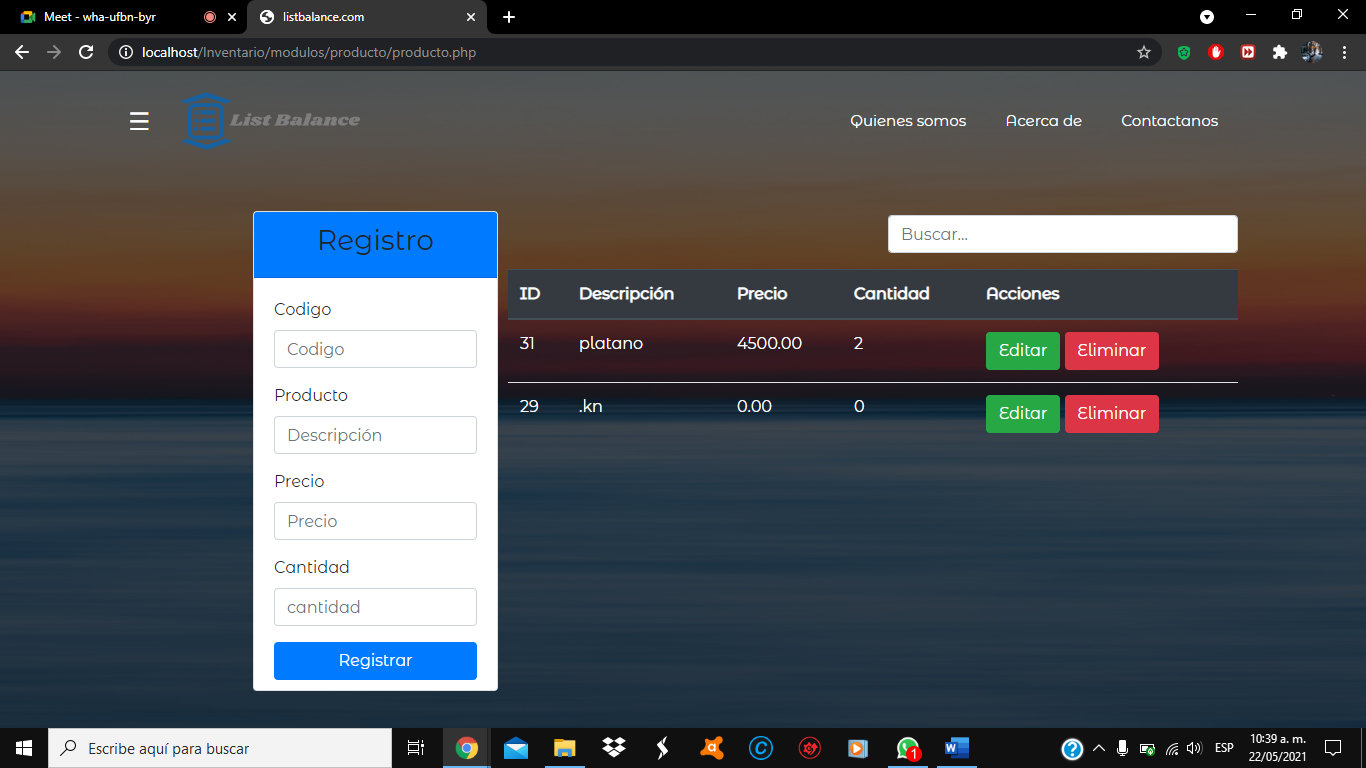 Meet - wha-ufbn-byr
listbalance.com
localhost/Inventario/modulos/producto/producto.php
List Balance
Quienes somos
Acerca de
Contactanos
Registro
Codigo
Codigo
Producto
Descripción
Precio
Precio
Cantidad
cantidad
Registrar
Buscar...
ID Descripción Precio Cantidad Acciones
31 platano 4500.00 2 Editar Eliminar
29 .kn 0.00 0 Editar Eliminar
Escribe aquí para buscar
1
ESP
10:39 a. m.
22/05/2021